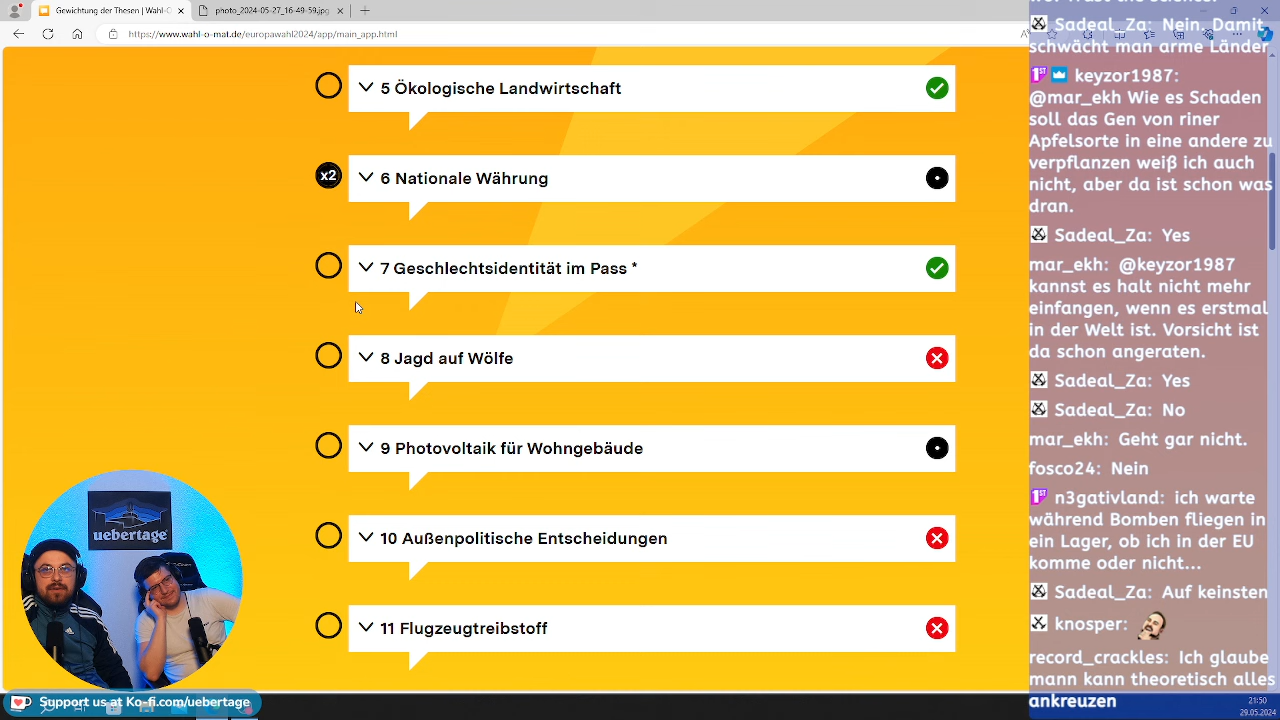 Gewichtung der Thesen | Wahl-O
photo_2024-05-27_16-49-59.jpg
https://www.wahl-o-mat.de/europawahl2024/app/main_app.html
5 Ökologische Landwirtschaft
x2
6 Nationale Währung
7 Geschlechtsidentität im Pass *
8 Jagd auf Wölfe
9 Photovoltaik für Wohngebäude
10 Außenpolitische Entscheidungen
11 Flugzeugtreibstoff
uebertage
Support us at Ko-fi.com/uebertage
Sadeal_Za: Nein. Damit
schwächt man arme Länder
1ST keyzor1987:
@mar_ekh Wie es Schaden
soll das Gen von riner
Apfelsorte in eine andere zu
verpflanzen weiß ich auch
nicht, aber da ist schon was
dran.
Sadeal_Za: Yes
mar_ekh: @keyzor1987
kannst es halt nicht mehr
einfangen, wenn es erstmal
in der Welt ist. Vorsicht ist
da schon angeraten.
Sadeal_Za: Yes
Sadeal_Za: No
mar_ekh: Geht gar nicht.
fosco24: Nein
1ST n3gativland: ich warte
während Bomben fliegen in
ein Lager, ob ich in der EU
komme oder nicht...
Sadeal_Za: Auf keinsten
knosper:
record_crackles: Ich glaube
mann kann theoretisch alles
ankreuzen
21:50
29.05.2024